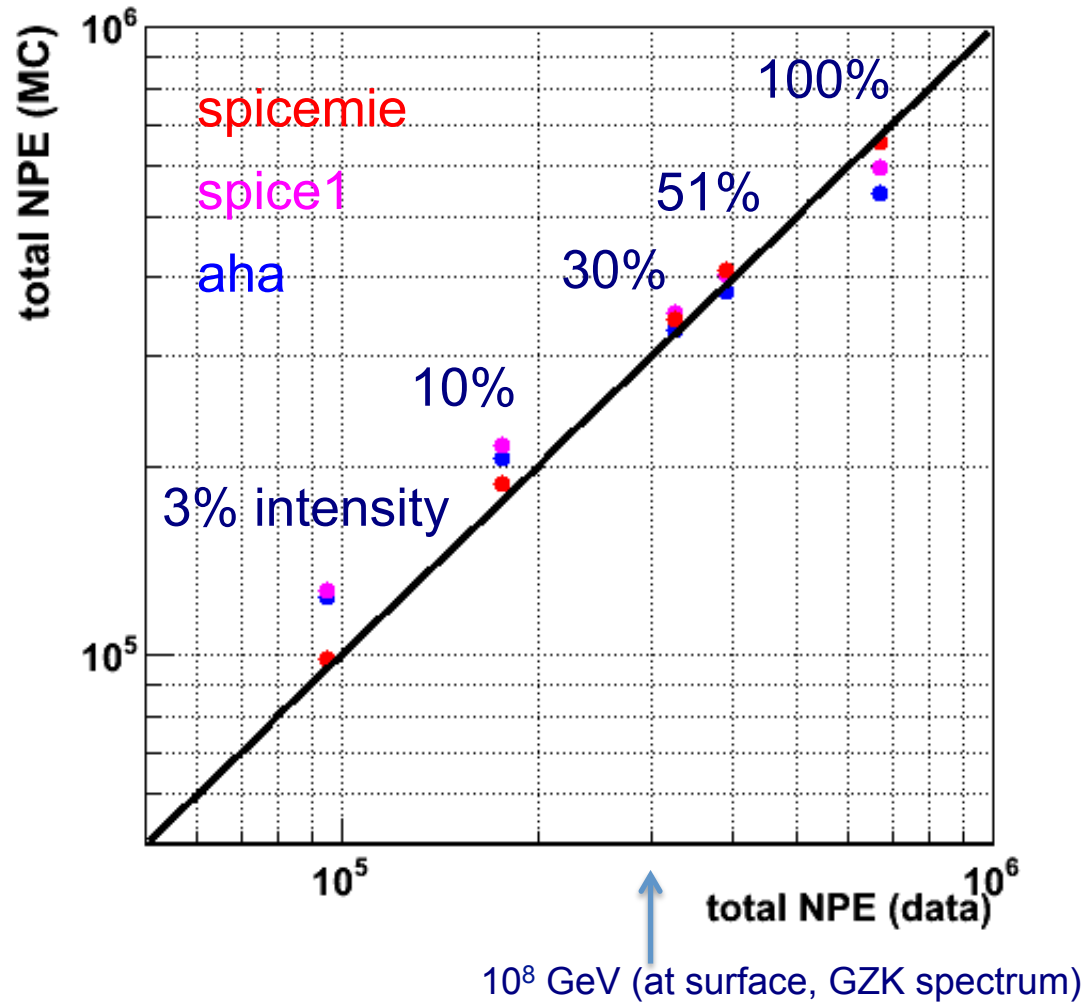 10⁶
total NPE (MC)
100%
spicemie
spice1
51%
aha
30%
10%
3% intensity
10⁵
10⁵
10⁶
total NPE (data)
10⁸ GeV (at surface, GZK spectrum)